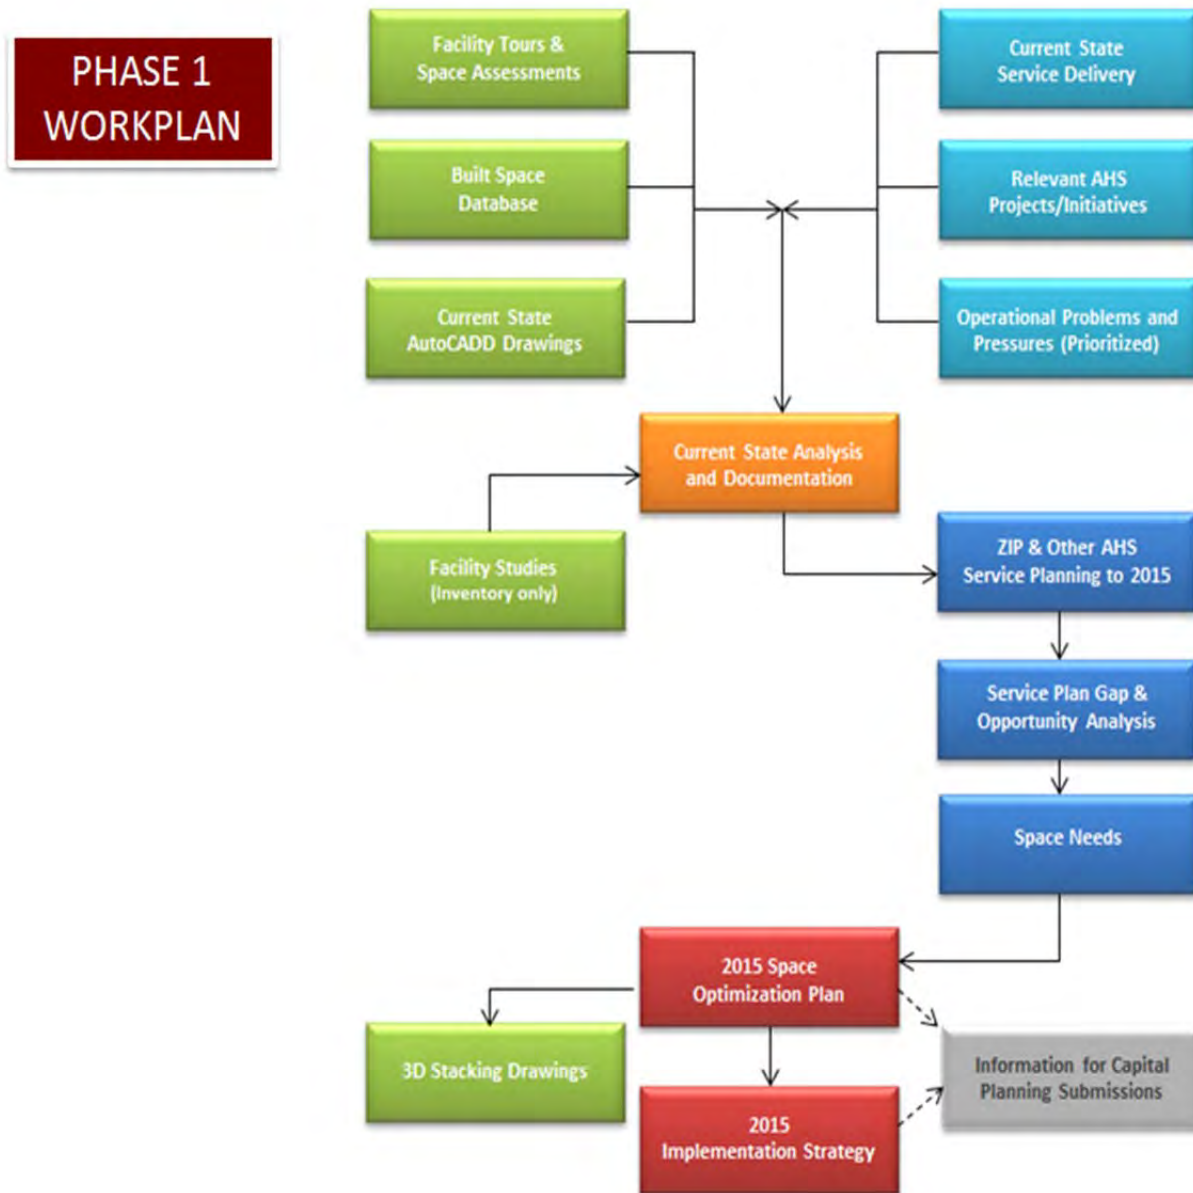 PHASE 1
WORKPLAN
Facility Tours &
Space Assessments
Current State
Service Delivery
Built Space
Database
Relevant AHS
Projects/Initiatives
Current State
AutoCADD Drawings
Operational Problems and
Pressures (Prioritized)
Current State Analysis
and Documentation
Facility Studies
(Inventory only)
ZIP & Other AHS
Service Planning to 2015
Service Plan Gap &
Opportunity Analysis
Space Needs
2015 Space
Optimization Plan
3D Stacking Drawings
Information for Capital
Planning Submissions
2015
Implementation Strategy